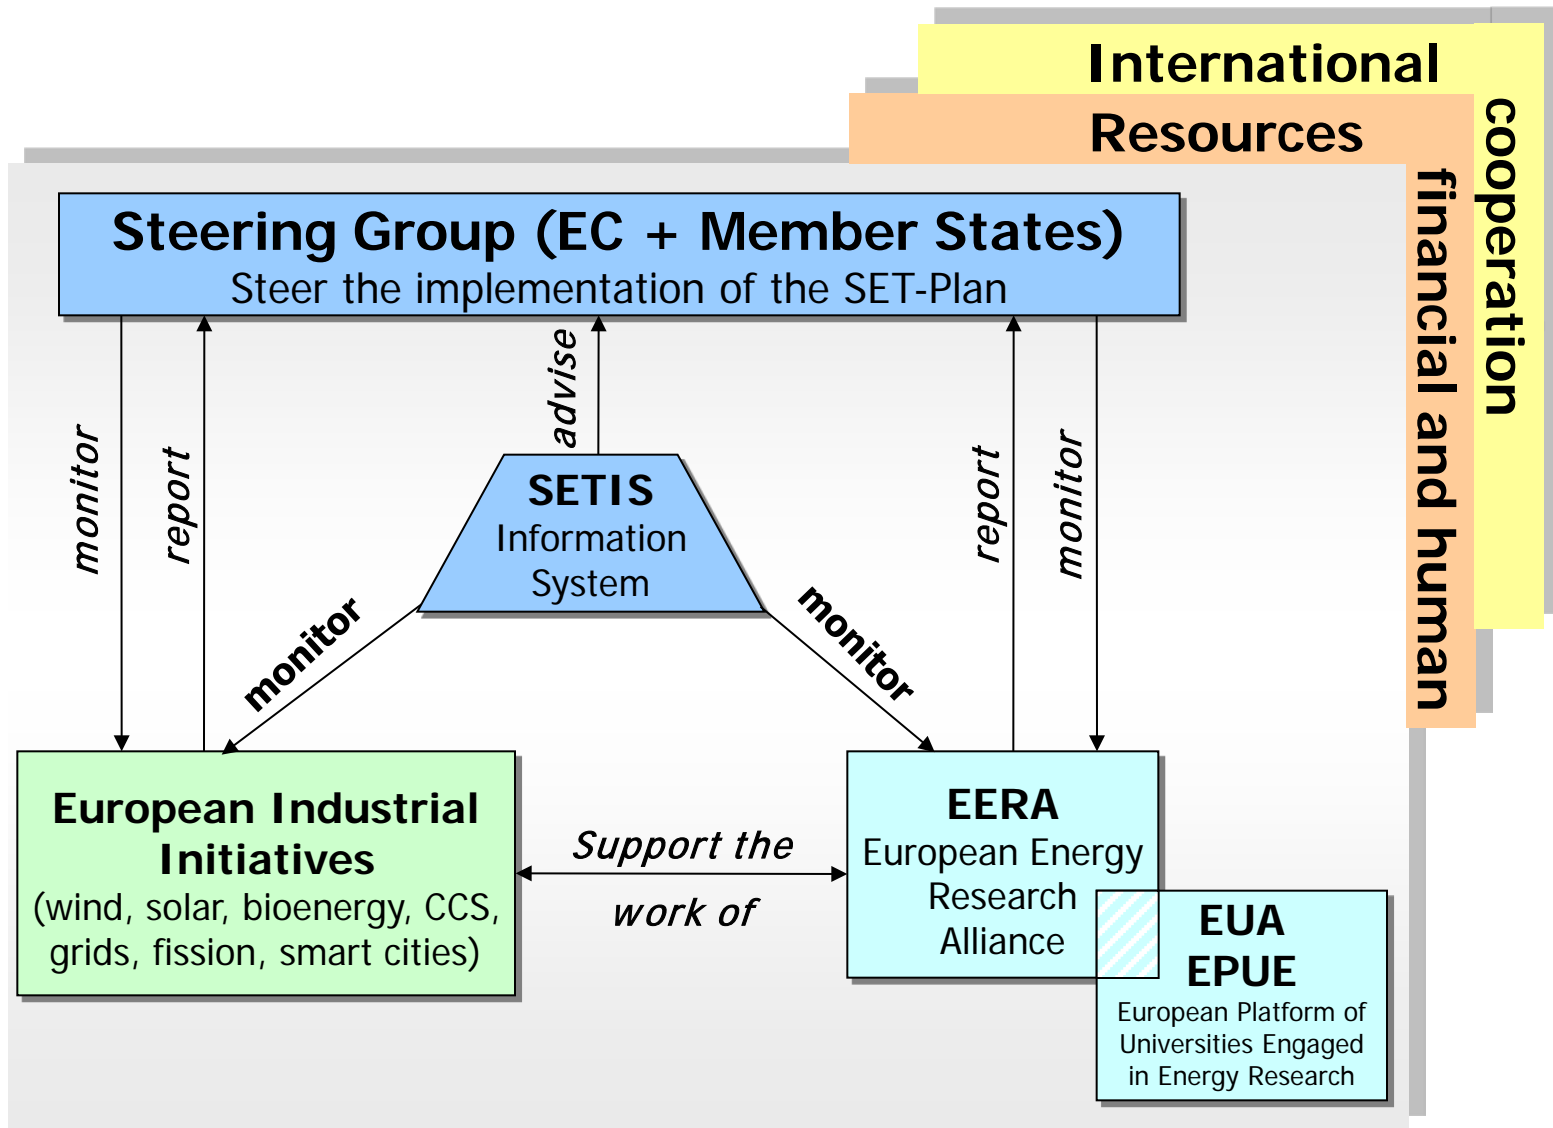 International
cooperation
Resources
financial and human
Steering Group (EC + Member States)
Steer the implementation of the SET-Plan
monitor
report
advise
report
monitor
SETIS
Information
System
monitor
monitor
European Industrial
Initiatives
(wind, solar, bioenergy, CCS,
grids, fission, smart cities)
Support the
work of
EERA
European Energy
Research
Alliance
EUA
EPUE
European Platform of
Universities Engaged
in Energy Research